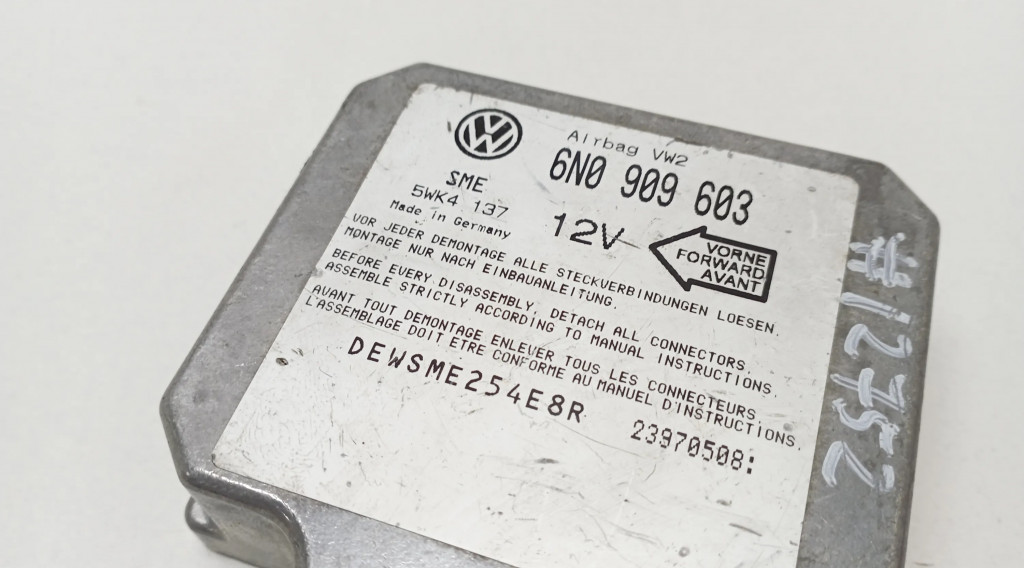 Airbag VW2
6N0 909 603
SME
5WK4 137
Made in Germany
12V
VORNE
FORWARD
AVANT
VOR JEDER DEMONTAGE ALLE STECKVERBINDUNGEN LOESEN.
MONTAGE NUR NACH EINBAUANLEITUNG.
BEFORE EVERY DISASSEMBLY, DETACH ALL CONNECTORS.
ASSEMBLE STRICTLY ACCORDING TO MANUAL INSTRUCTIONS.
AVANT TOUT DEMONTAGE ENLEVER TOUS LES CONNECTEURS
L'ASSEMBLAGE DOIT ETRE CONFORME AU MANUEL D'INSTRUCTIONS.
DEWSME254E8R
23970508:
#12752